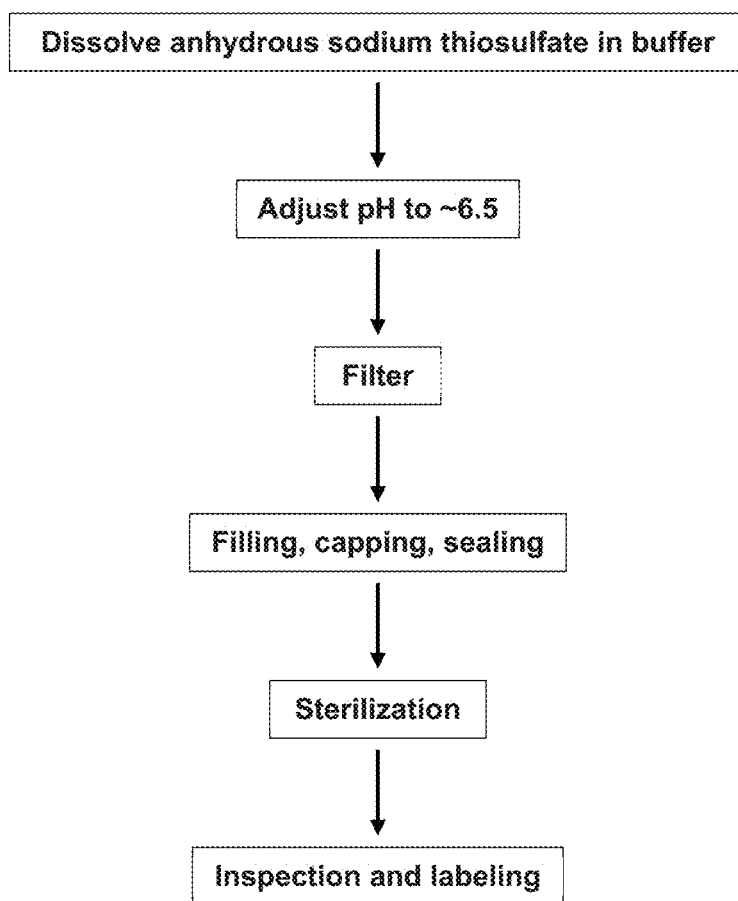 Dissolve anhydrous sodium thiosulfate in buffer
Adjust pH to ~6.5
Filter
Filling, capping, sealing
Sterilization
Inspection and labeling